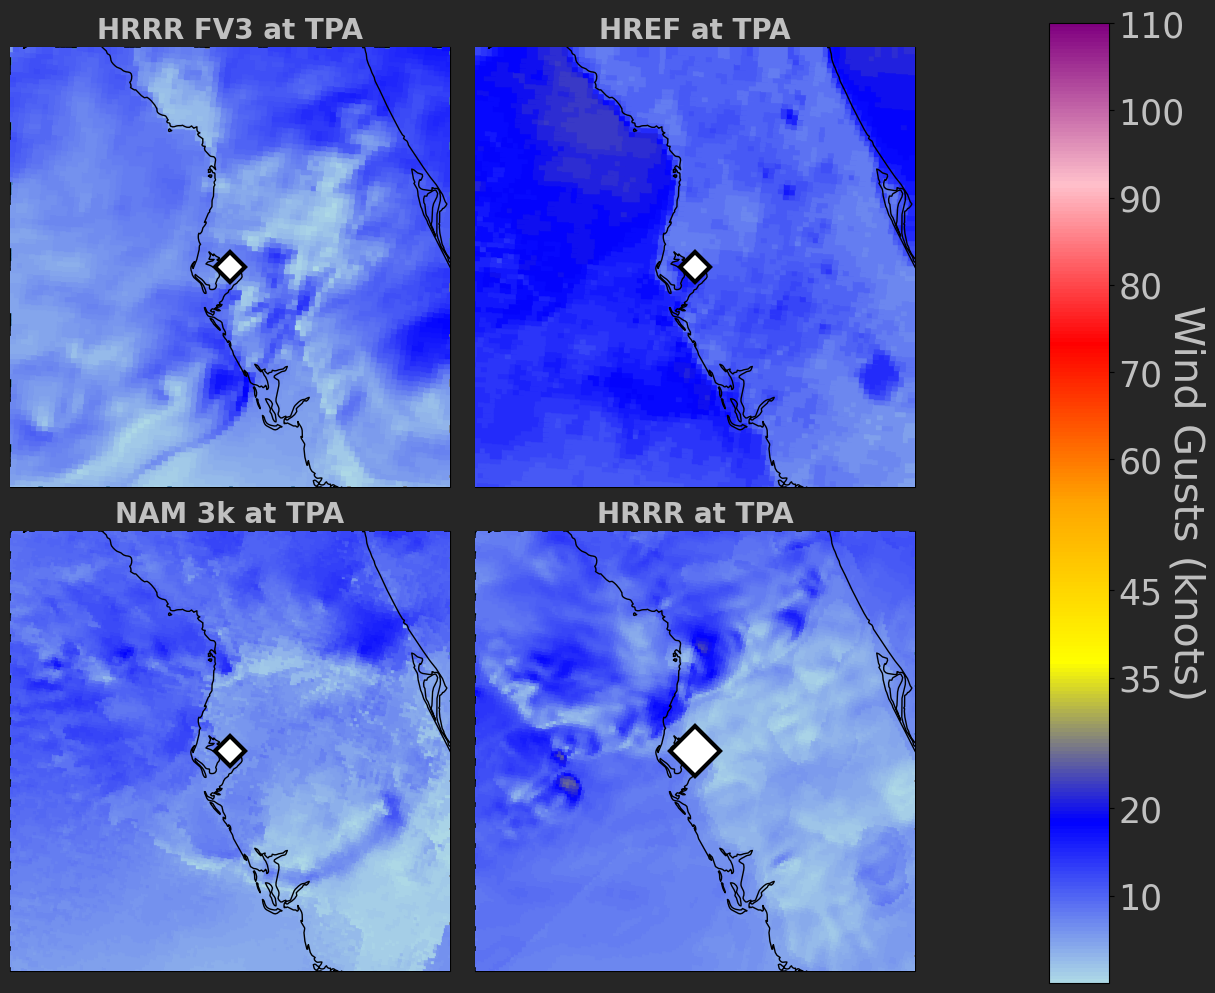 HRRR FV3 at TPA
HREF at TPA
NAM 3k at TPA
HRRR at TPA
110
100
90
80
70
60
45
35
20
10
Wind Gusts (knots)